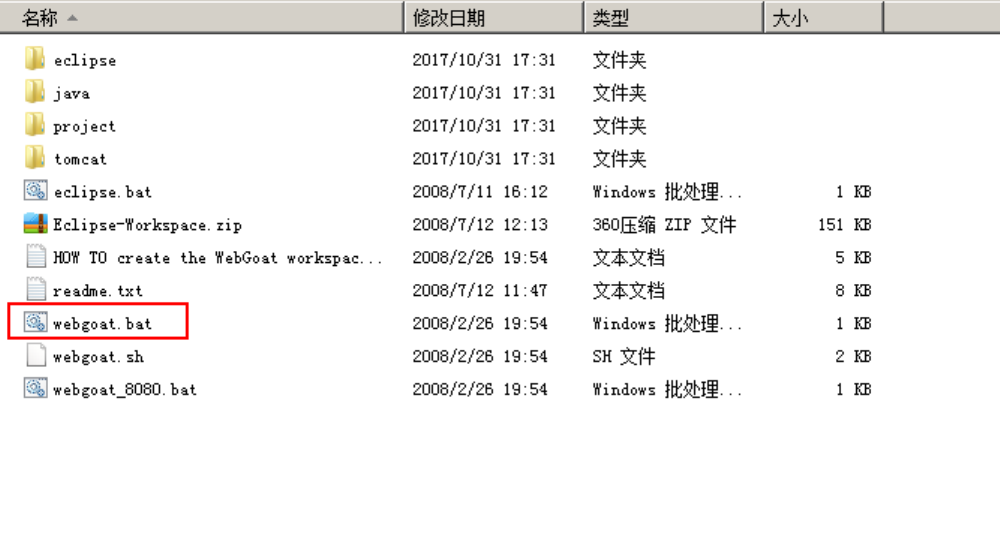 名称 修改日期 类型 大小
eclipse 2017/10/31 17:31 文件夹
java 2017/10/31 17:31 文件夹
project 2017/10/31 17:31 文件夹
tomcat 2017/10/31 17:31 文件夹
eclipse.bat 2008/7/11 16:12 Windows 批处理... 1 KB
Eclipse-Workspace.zip 2008/7/12 12:13 360压缩 ZIP 文件 151 KB
HOW TO create the WebGoat workspac... 2008/2/26 19:54 文本文档 5 KB
readme.txt 2008/7/12 11:47 文本文档 8 KB
webgoat.bat 2008/2/26 19:54 Windows 批处理... 1 KB
webgoat.sh 2008/2/26 19:54 SH 文件 2 KB
webgoat_8080.bat 2008/2/26 19:54 Windows 批处理... 1 KB